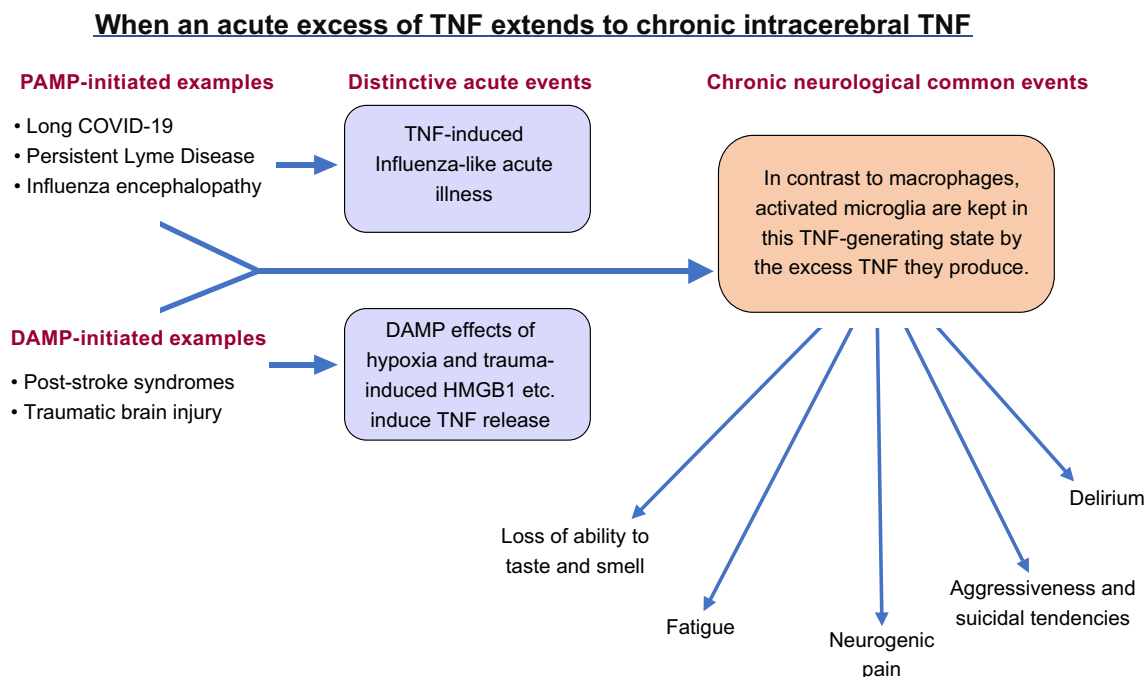 When an acute excess of TNF extends to chronic intracerebral TNF
PAMP-initiated examples
• Long COVID-19
• Persistent Lyme Disease
• Influenza encephalopathy
Distinctive acute events
TNF-induced
Influenza-like acute
illness
Chronic neurological common events
In contrast to macrophages,
activated microglia are kept in
this TNF-generating state by
the excess TNF they produce.
DAMP-initiated examples
• Post-stroke syndromes
• Traumatic brain injury
DAMP effects of
hypoxia and trauma-
induced HMGB1 etc.
induce TNF release
Loss of ability to
taste and smell
Fatigue
Neurogenic
pain
Aggressiveness and
suicidal tendencies
Delirium